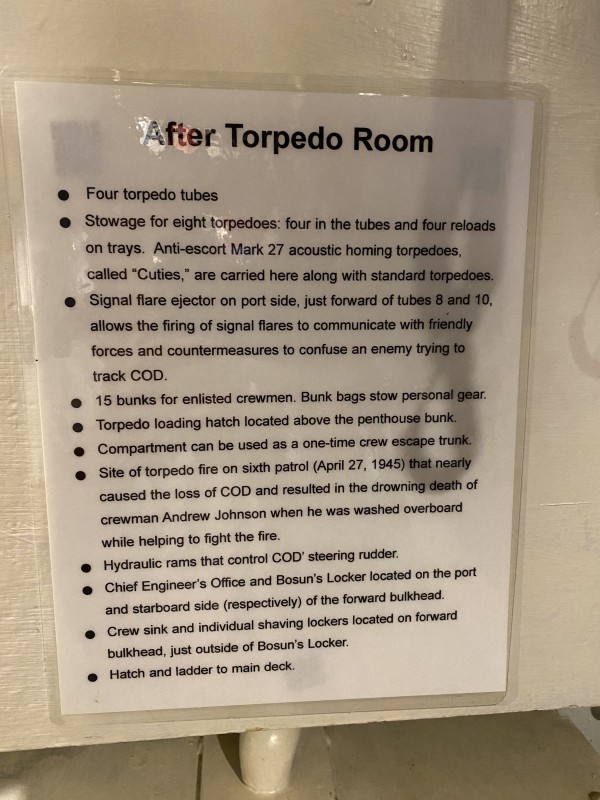 After Torpedo Room
● Four torpedo tubes
● Stowage for eight torpedoes: four in the tubes and four reloads
on trays. Anti-escort Mark 27 acoustic homing torpedoes,
called “Cuties,” are carried here along with standard torpedoes.
● Signal flare ejector on port side, just forward of tubes 8 and 10,
allows the firing of signal flares to communicate with friendly
forces and countermeasures to confuse an enemy trying to
track COD.
● 15 bunks for enlisted crewmen. Bunk bags stow personal gear.
● Torpedo loading hatch located above the penthouse bunk.
● Compartment can be used as a one-time crew escape trunk.
● Site of torpedo fire on sixth patrol (April 27, 1945) that nearly
caused the loss of COD and resulted in the drowning death of
crewman Andrew Johnson when he was washed overboard
while helping to fight the fire.
● Hydraulic rams that control COD’ steering rudder.
● Chief Engineer’s Office and Bosun’s Locker located on the port
and starboard side (respectively) of the forward bulkhead.
● Crew sink and individual shaving lockers located on forward
bulkhead, just outside of Bosun’s Locker.
● Hatch and ladder to main deck.